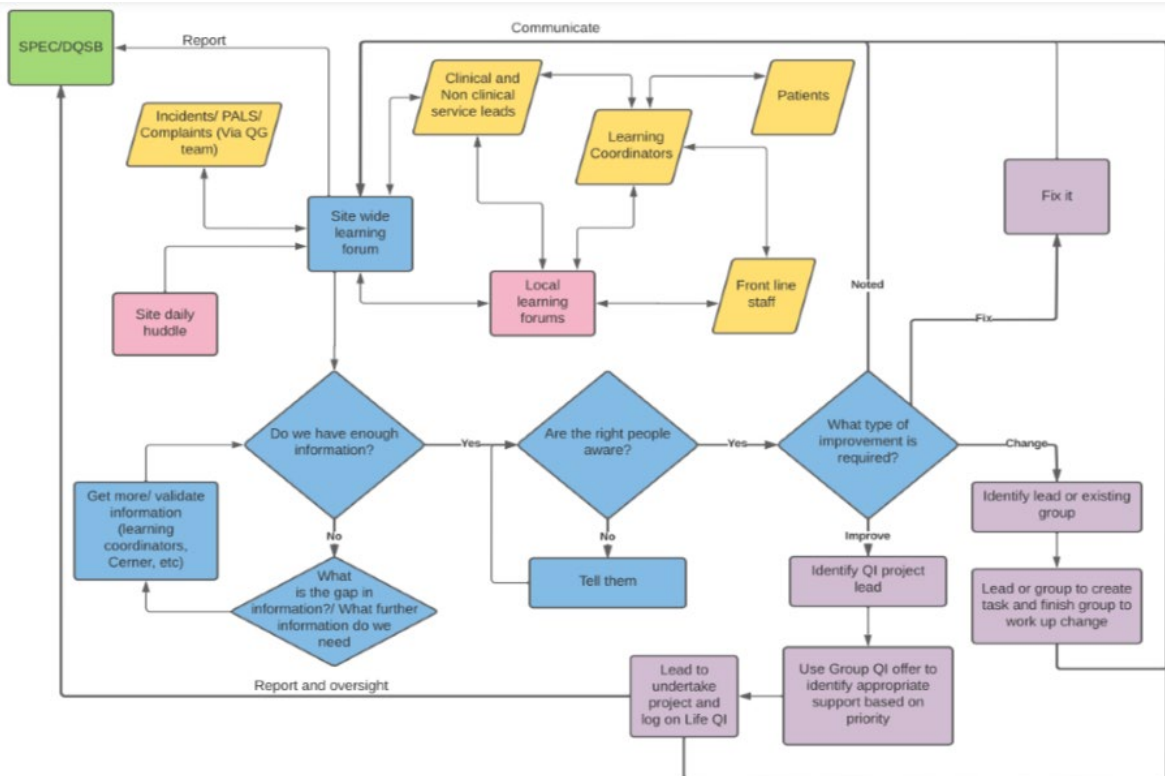 Communicate
SPEC/DQSB
Report
Clinical and
Non clinical
service leads
Patients
Incidents/ PALS/
Complaints (Via QG
team)
Learning
Coordinators
Fix it
Site wide
learning
forum
Local
learning
forums
Front line
staff
Noted
Site daily
huddle
Fix
Do we have enough
information?
Yes
Are the right people
aware?
Yes
What type of
improvement is
required?
Change
Get more/ validate
information
(learning
coordinators,
Cerner, etc)
Identify lead or existing
group
No
No
Improve
What
is the gap in
information?/ What further
information do we
need
Tell them
Identify QI project
lead
Lead or group to create
task and finish group to
work up change
Report and oversight
Lead to
undertake
project and
log on Life QI
Use Group QI offer to
identify appropriate
support based on
priority